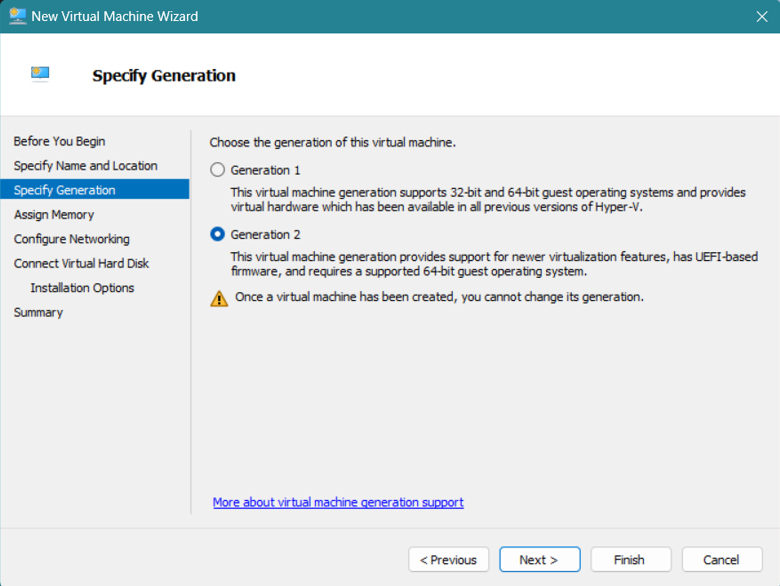 New Virtual Machine Wizard
Specify Generation
Before You Begin
Specify Name and Location
Specify Generation
Assign Memory
Configure Networking
Connect Virtual Hard Disk
Installation Options
Summary
Choose the generation of this virtual machine.
Generation 1
This virtual machine generation supports 32-bit and 64-bit guest operating systems and provides
virtual hardware which has been available in all previous versions of Hyper-V.
Generation 2
This virtual machine generation provides support for newer virtualization features, has UEFI-based
firmware, and requires a supported 64-bit guest operating system.
Once a virtual machine has been created, you cannot change its generation.
More about virtual machine generation support
< Previous
Next >
Finish
Cancel